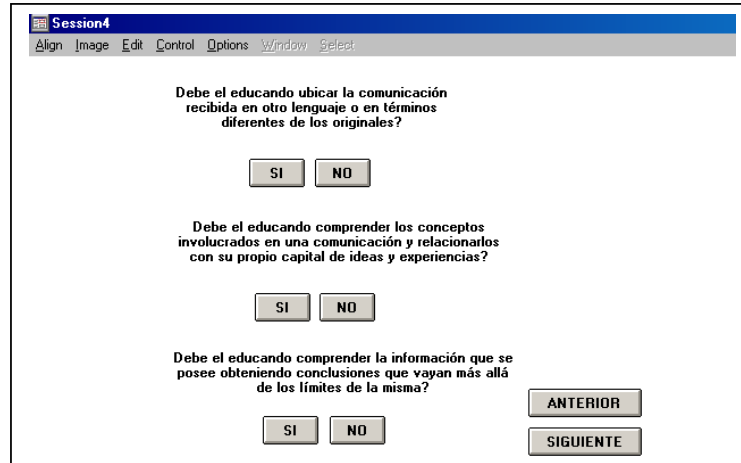 Session4
Align Image Edit Control Options Window Select
Debe el educando ubicar la comunicación
recibida en otro lenguaje o en términos
diferentes de los originales?
SI NO
Debe el educando comprender los conceptos
involucrados en una comunicación y relacionarlos
con su propio capital de ideas y experiencias?
SI NO
Debe el educando comprender la información que se
posee obteniendo conclusiones que vayan más allá
de los límites de la misma?
ANTERIOR
SI NO
SIGUIENTE